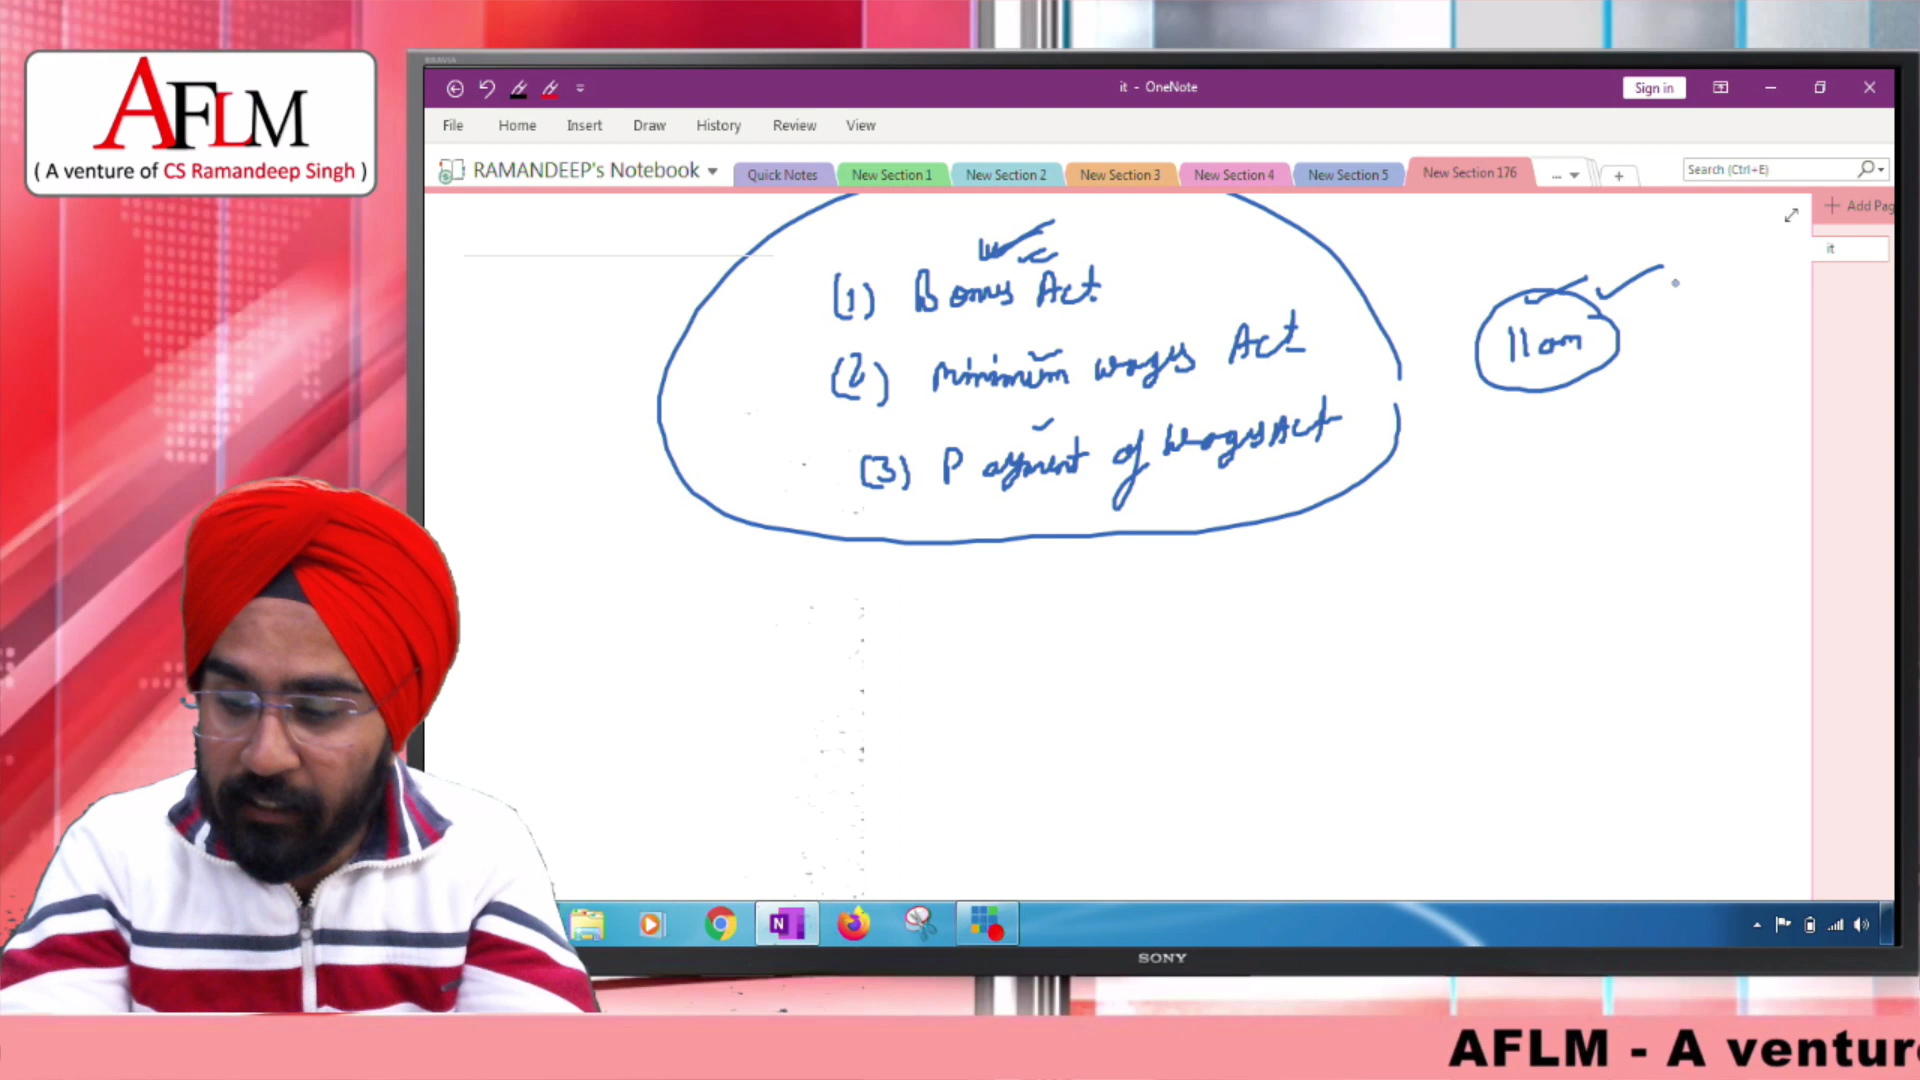 AFLM
( A venture of CS Ramandeep Singh )
BRAVIA
it - OneNote
Sign in
File Home Insert Draw History Review View
RAMANDEEP's Notebook
Quick Notes New Section 1 New Section 2 New Section 3 New Section 4 New Section 5 New Section 176 ...
Search (Ctrl+E)
Add Pag
it
(1) Bonus Act
(2) Minimum wages Act
(3) Payment of Wages Act
11am
SONY
AFLM - A ventur